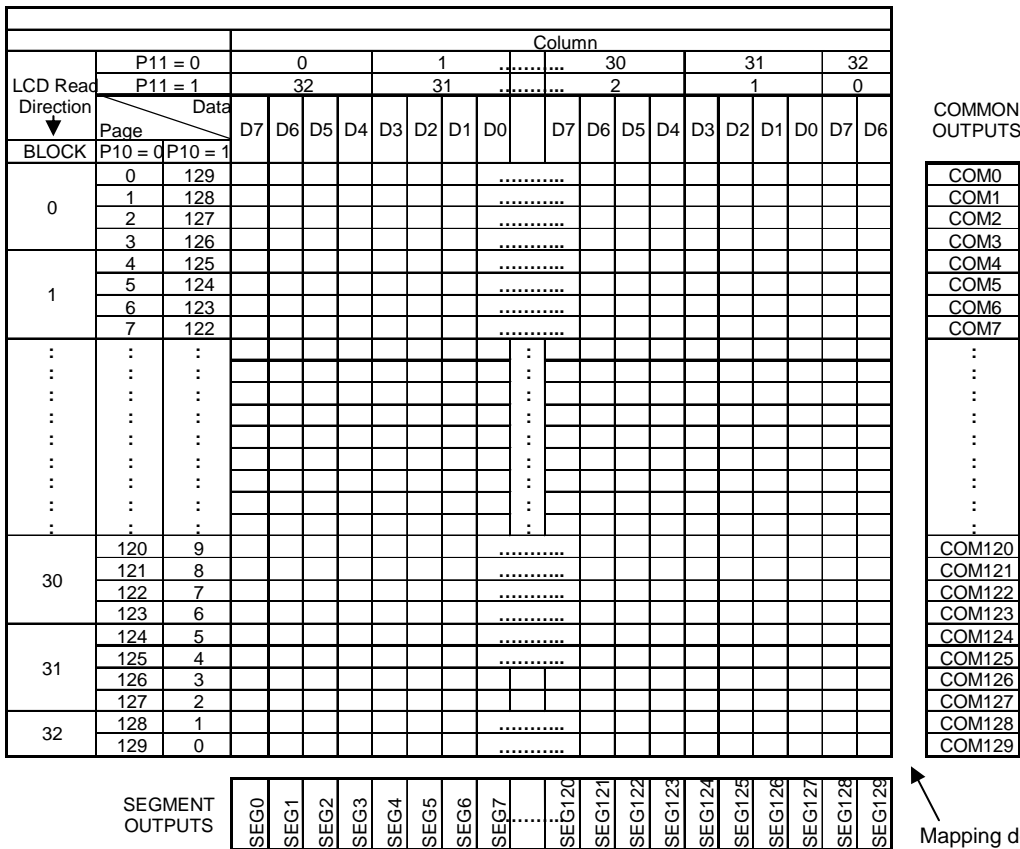 Column
P11 = 0 0 1 ........... 30 31 32
LCD Read P11 = 1 32 31 ........... 2 1 0
Direction Data
Page D7 D6 D5 D4 D3 D2 D1 D0 D7 D6 D5 D4 D3 D2 D1 D0 D7 D6
BLOCK P10 = 0 P10 = 1
COMMON
OUTPUTS
0 129 ........... COM0
0
1 128 ........... COM1
2 127 ........... COM2
3 126 ........... COM3
4 125 ........... COM4
1
5 124 ........... COM5
6 123 ........... COM6
7 122 ........... COM7
: : : : :
: : : : :
: : : : :
: : : : :
: : : : :
: : : : :
: : : : :
: : : : :
: : : : :
120 9 ........... COM120
30
121 8 ........... COM121
122 7 ........... COM122
123 6 ........... COM123
124 5 ........... COM124
31
125 4 ........... COM125
126 3 COM126
127 2 COM127
32
128 1 ........... COM128
129 0 ........... COM129
SEGMENT
OUTPUTS
SEG0 SEG1 SEG2 SEG3 SEG4 SEG5 SEG6 SEG7 ........... SEG120 SEG121 SEG122 SEG123 SEG124 SEG125 SEG126 SEG127 SEG128 SEG129
Mapping d